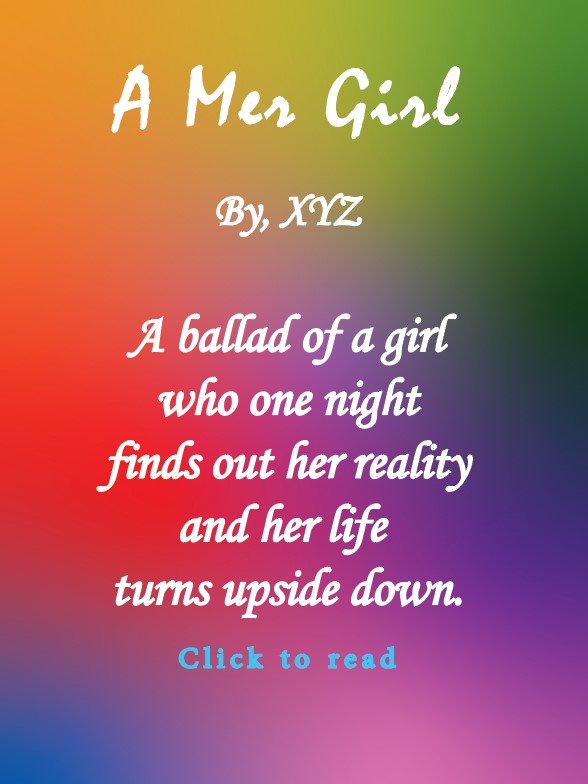 A Mer Girl
By, XYZ
A ballad of a girl
who one night
finds out her reality
and her life
turns upside down.
Click to read